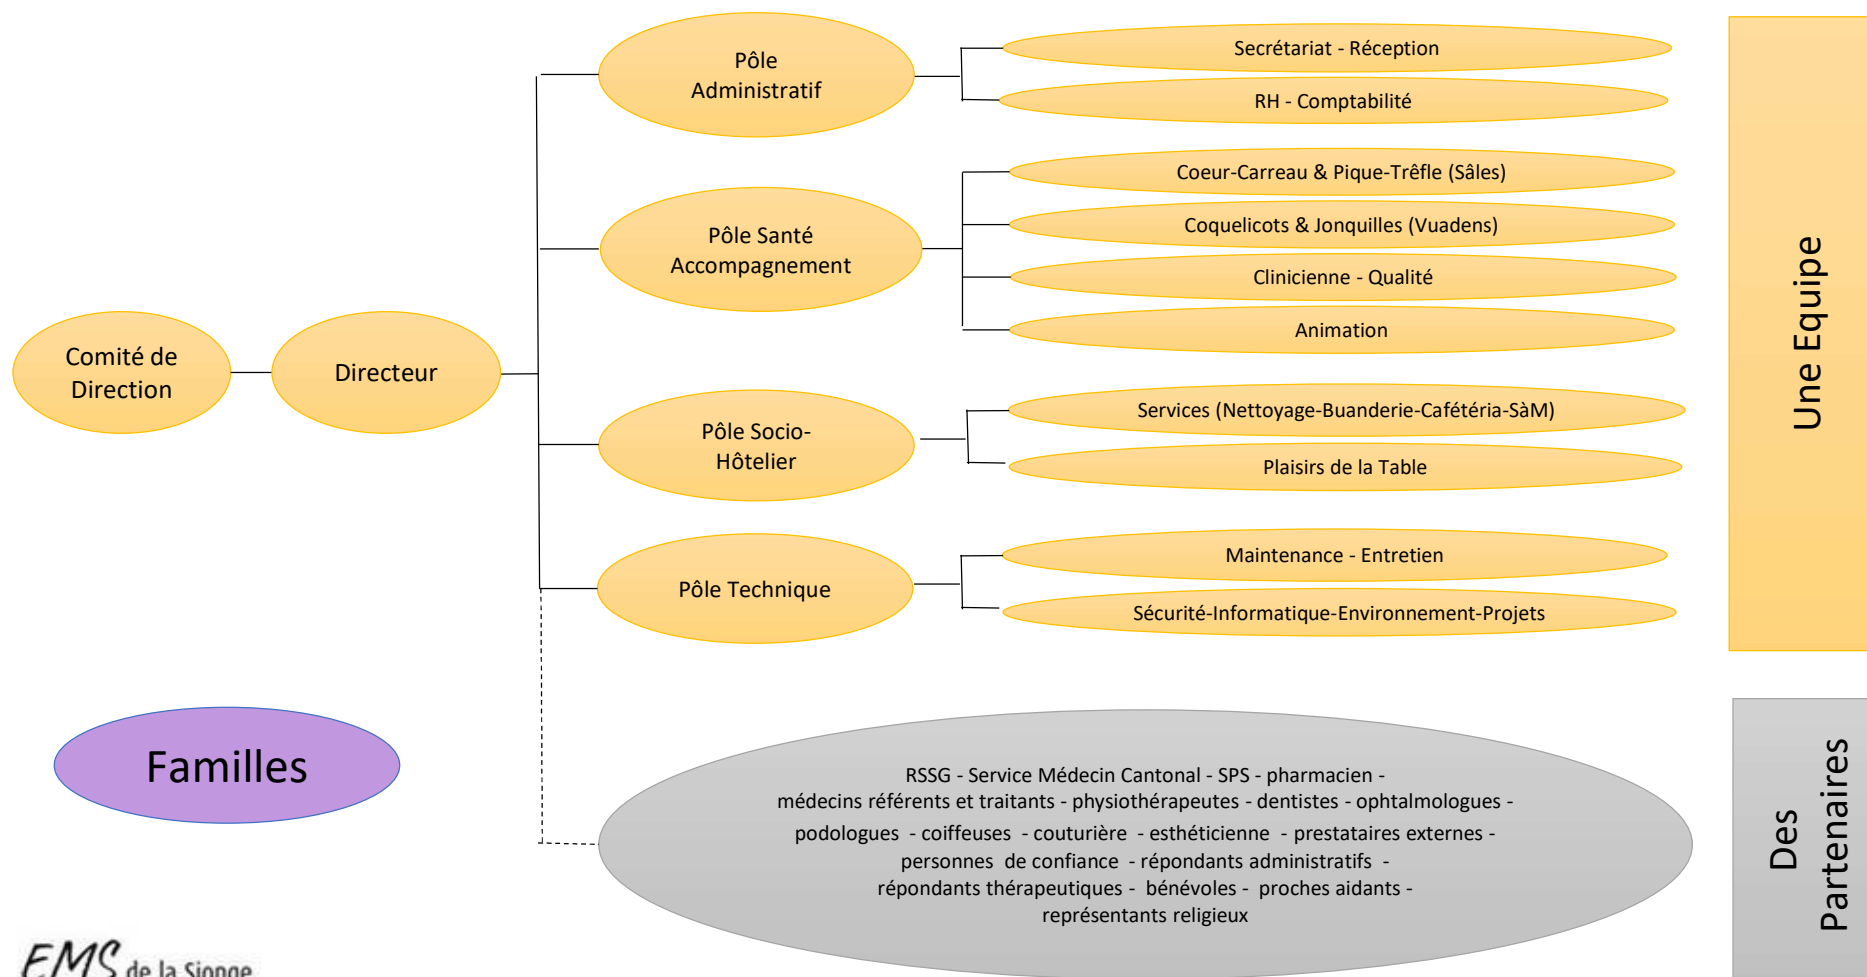 Pôle
Administratif
Secrétariat - Réception
RH - Comptabilité
Pôle Santé
Accompagnement
Coeur-Carreau & Pique-Trêfle (Sâles)
Coquelicots & Jonquilles (Vuadens)
Clinicienne - Qualité
Animation
Comité de
Direction
Directeur
Pôle Socio-
Hôtelier
Services (Nettoyage-Buanderie-Cafétéria-SàM)
Plaisirs de la Table
Pôle Technique
Maintenance - Entretien
Sécurité-Informatique-Environnement-Projets
Une Equipe
Familles
RSSG - Service Médecin Cantonal - SPS - pharmacien -
médecins référents et traitants - physiothérapeutes - dentistes - ophtalmologues -
podologues - coiffeuses - couturière - esthéticienne - prestataires externes -
personnes de confiance - répondants administratifs -
répondants thérapeutiques - bénévoles - proches aidants -
représentants religieux
Des
Partenaires
EMS de la Sionge